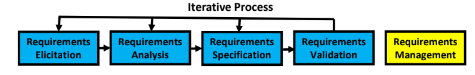 Iterative Process
Requirements
Elicitation
Requirements
Analysis
Requirements
Specification
Requirements
Validation
Requirements
Management